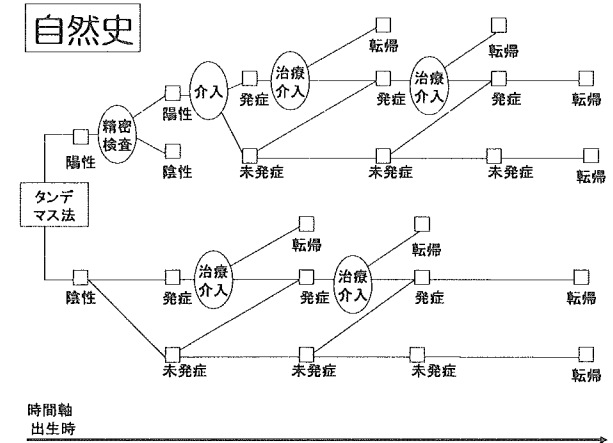 自然史
転帰
転帰
介入
発症
治療
介入
発症
治療
介入
発症
転帰
陽性
精密
検査
陽性
陰性
未発症
未発症
未発症
転帰
タンデ
マス法
転帰
転帰
陰性
発症
治療
介入
発症
治療
介入
発症
転帰
未発症
未発症
未発症
転帰
時間軸
出生時